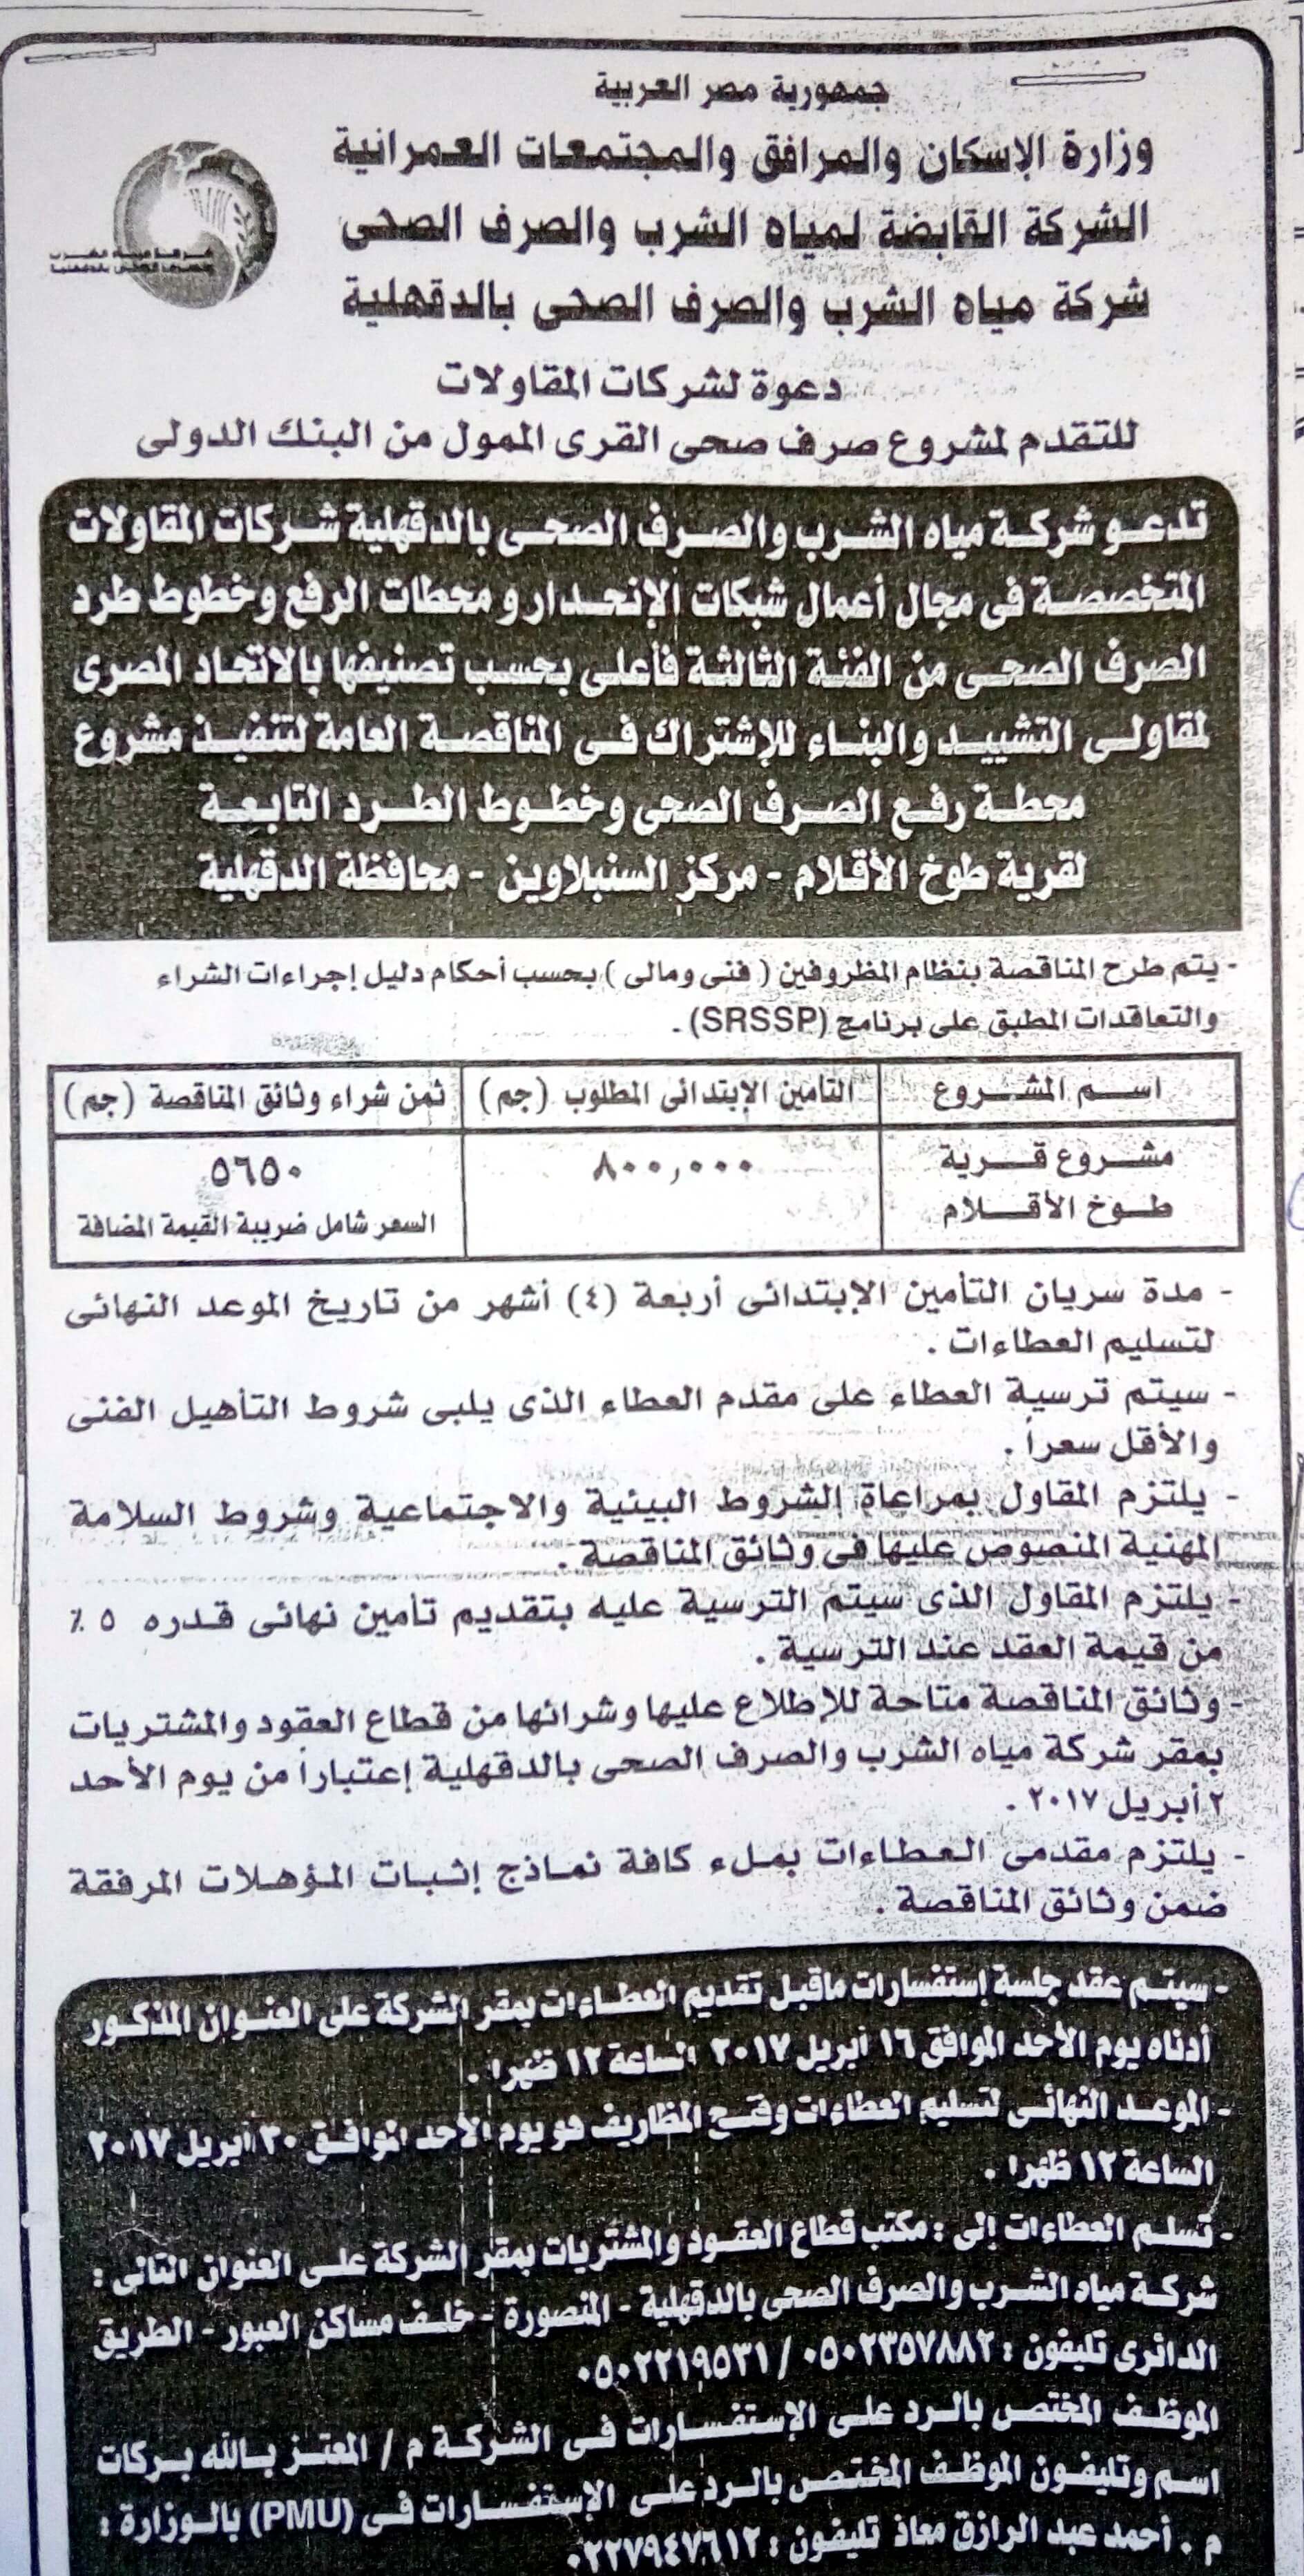 جمهورية مصر العربية
وزارة الإسكان والمرافق والمجتمعات العمرانية
الشركة القابضة لمياه الشرب والصرف الصحى
شركة مياه الشرب والصرف الصحى بالدقهلية
شركة مياه الشرب
والصرف الصحى بالدقهلية
دعوة لشركات المقاولات
للتقدم لمشروع صرف صحى القرى الممول من البنك الدولى
تدعو شركة مياه الشرب والصرف الصحى بالدقهلية شركات المقاولات
المتخصصة فى مجال أعمال شبكات الإنحدار ومحطات الرفع وخطوط طرد
الصرف الصحى من الفئة الثالثة فأعلى بحسب تصنيفها بالاتحاد المصرى
لمقاولى التشييد والبناء للإشتراك فى المناقصة العامة لتنفيذ مشروع
محطة رفع الصرف الصحى وخطوط الطرد التابعة
لقرية طوخ الأقلام - مركز السنبلاوين - محافظة الدقهلية
- يتم طرح المناقصة بنظام المظروفين ( فنى ومالى ) بحسب أحكام دليل إجراءات الشراء
والتعاقدات المطبق على برنامج (SRSSP) .
اسم المشروع
التأمين الإبتدائى المطلوب (جم)
ثمن شراء وثائق المناقصة (جم)
مشروع قرية
طوخ الأقلام
٨٠٠,٠٠٠
٥٦٥٠
السعر شامل ضريبة القيمة المضافة
- مدة سريان التأمين الإبتدائى أربعة (٤) أشهر من تاريخ الموعد النهائى
لتسليم العطاءات .
- سيتم ترسية العطاء على مقدم العطاء الذى يلبى شروط التأهيل الفنى
والأقل سعراً .
- يلتزم المقاول بمراعاة الشروط البيئية والاجتماعية وشروط السلامة
المهنية المنصوص عليها فى وثائق المناقصة .
- يلتزم المقاول الذى سيتم الترسية عليه بتقديم تأمين نهائى قدره ٥ ٪
من قيمة العقد عند الترسية .
- وثائق المناقصة متاحة للإطلاع عليها وشرائها من قطاع العقود والمشتريات
بمقر شركة مياه الشرب والصرف الصحى بالدقهلية إعتباراً من يوم الأحد
٢ أبريل ٢٠١٧ .
- يلتزم مقدمى العطاءات بملء كافة نماذج إثبات المؤهلات المرفقة
ضمن وثائق المناقصة .
- سيتم عقد جلسة إستفسارات ماقبل تقديم العطاءات بمقر الشركة على العنوان المذكور
أدناه يوم الأحد الموافق ١٦ أبريل ٢٠١٧ الساعة ١٢ ظهرا .
- الموعد النهائى لتسليم العطاءات وفتح المظاريف هو يوم الأحد الموافق ٣٠ أبريل ٢٠١٧
الساعة ١٢ ظهرا .
- تسلم العطاءات إلى : مكتب قطاع العقود والمشتريات بمقر الشركة على العنوان التالى :
شركة مياه الشرب والصرف الصحى بالدقهلية - المنصورة - خلف مساكن العبور - الطريق
الدائرى تليفون : ٠٥٠٢٣٥٧٨٨٢ / ٠٥٠٢٢١٩٥٣١
الموظف المختص بالرد على الإستفسارات فى الشركة م / المعتز بالله بركات
اسم وتليفون الموظف المختص بالرد على الإستفسارات فى (PMU) بالوزارة :
م . أحمد عبد الرازق معاذ تليفون : ٠٢٢٧٩٤٧٦١٢